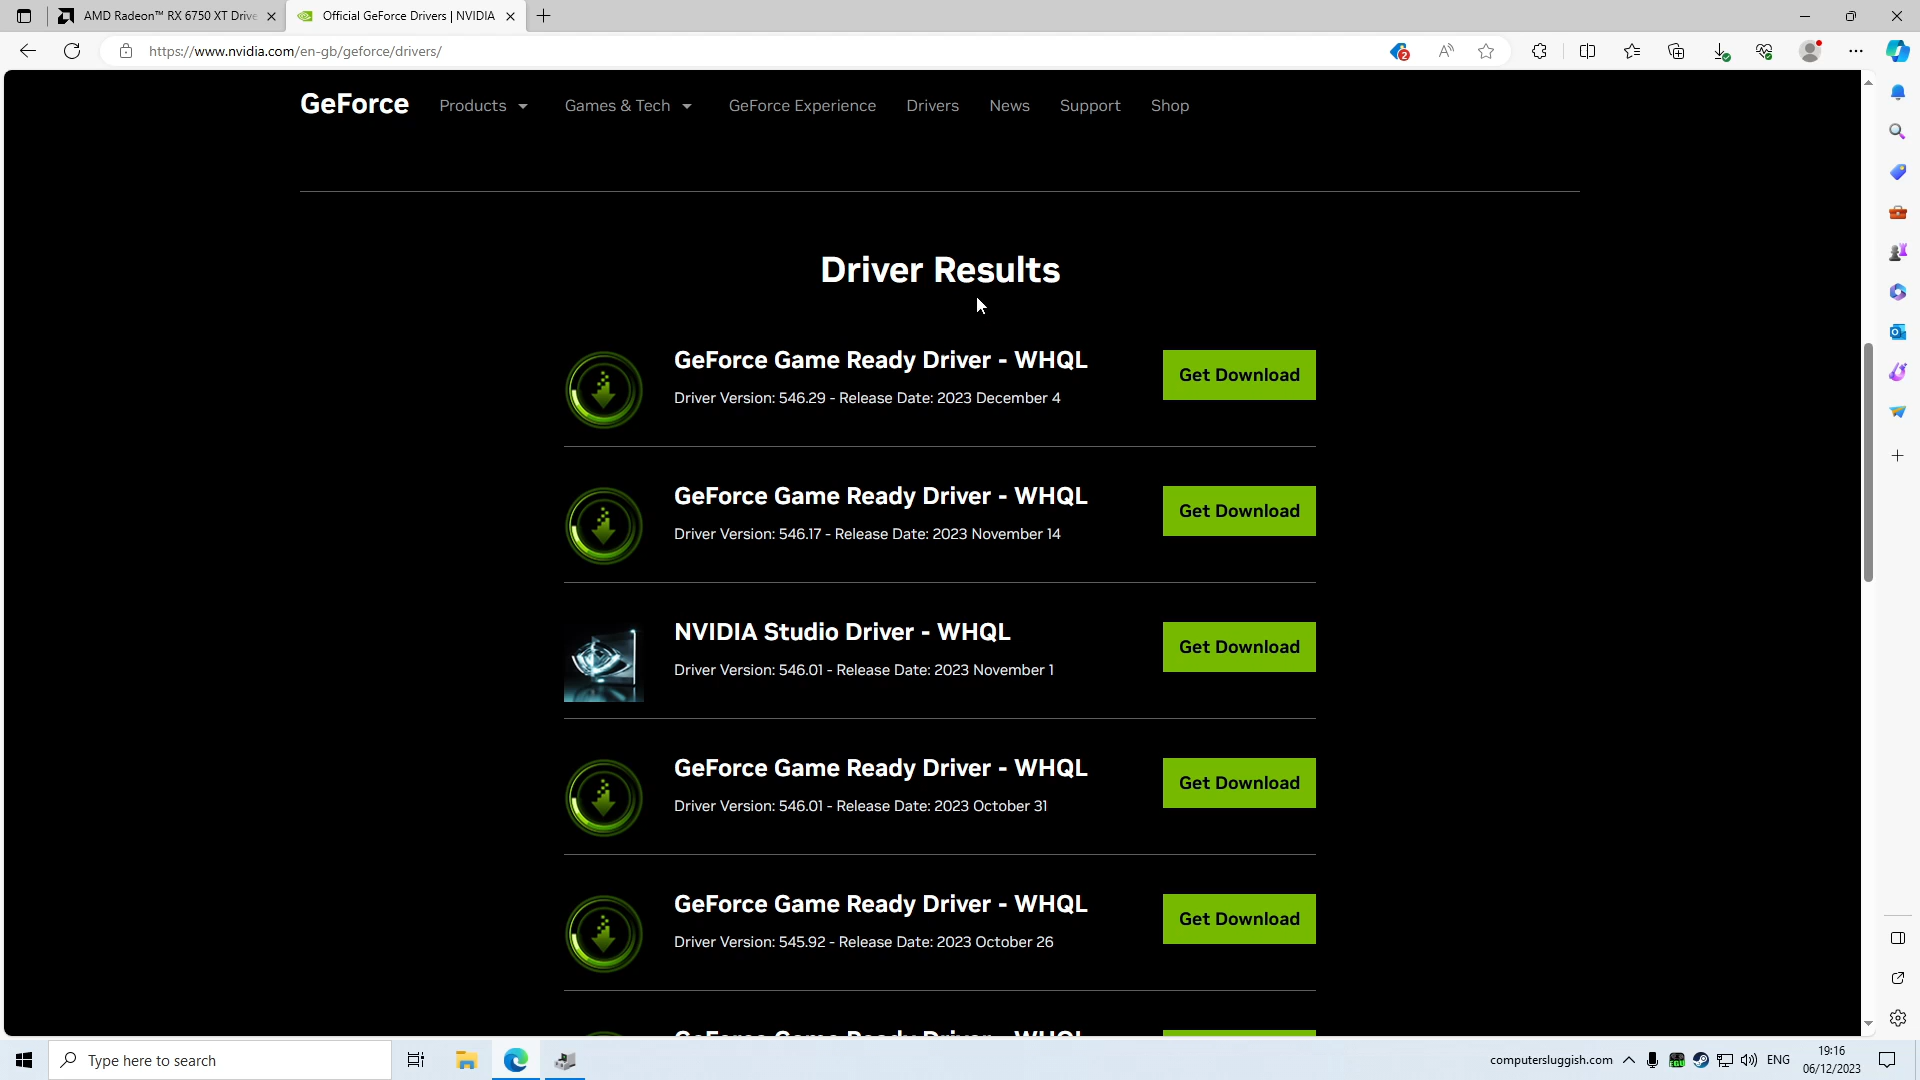 AMD Radeon™ RX 6750 XT Drive
Official GeForce Drivers | NVIDIA
https://www.nvidia.com/en-gb/geforce/drivers/
2
GeForce
Products
Games & Tech
GeForce Experience
Drivers
News
Support
Shop
Driver Results
GeForce Game Ready Driver - WHQL
Driver Version: 546.29 - Release Date: 2023 December 4
Get Download
GeForce Game Ready Driver - WHQL
Driver Version: 546.17 - Release Date: 2023 November 14
Get Download
NVIDIA Studio Driver - WHQL
Driver Version: 546.01 - Release Date: 2023 November 1
Get Download
GeForce Game Ready Driver - WHQL
Driver Version: 546.01 - Release Date: 2023 October 31
Get Download
GeForce Game Ready Driver - WHQL
Driver Version: 545.92 - Release Date: 2023 October 26
Get Download
GeForce Game Ready Driver - WHQL
Type here to search
computersluggish.com
ENG
19:16
06/12/2023